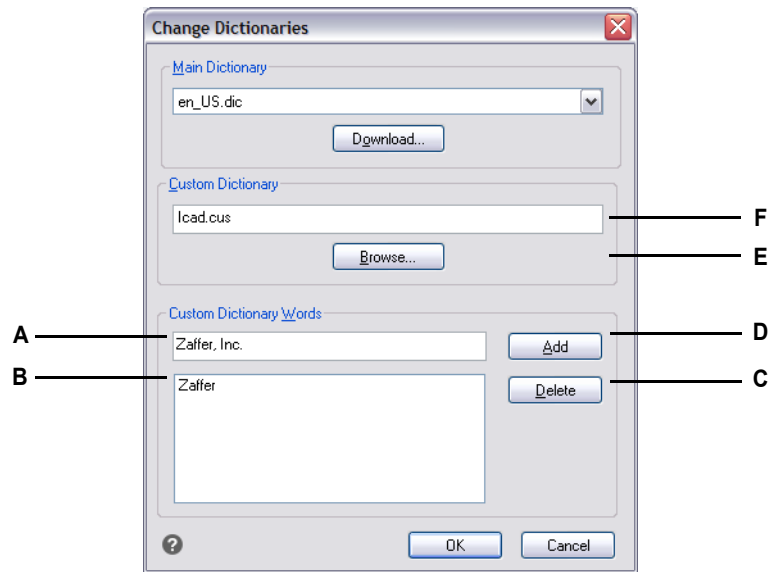 Change Dictionaries
Main Dictionary
en_US.dic
Download...
Custom Dictionary
Icad.cus
F
Browse...
E
Custom Dictionary Words
A
Zaffer, Inc.
Add
D
B
Zaffer
Delete
C
?
OK
Cancel